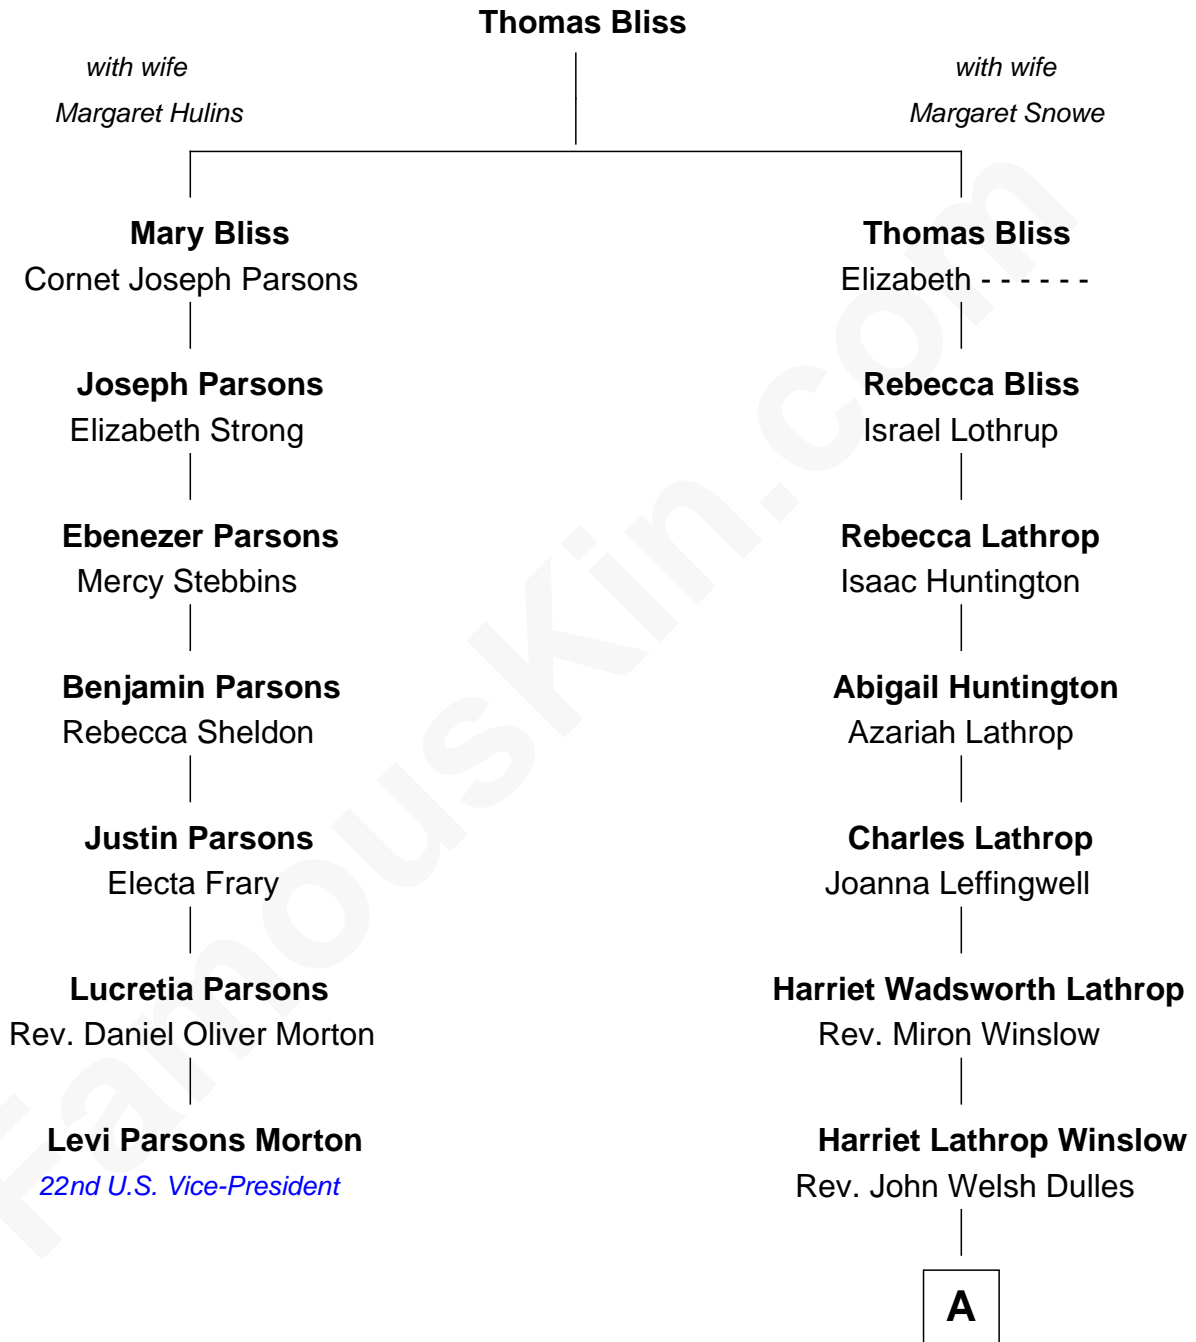 Thomas Bliss
with wife
Margaret Hulins
with wife
Margaret Snowe
Mary Bliss
Cornet Joseph Parsons
Thomas Bliss
Elizabeth - - - - - -
Joseph Parsons
Elizabeth Strong
Rebecca Bliss
Israel Lothrup
Ebenezer Parsons
Mercy Stebbins
Rebecca Lathrop
Isaac Huntington
Benjamin Parsons
Rebecca Sheldon
Abigail Huntington
Azariah Lathrop
Justin Parsons
Electa Frary
Charles Lathrop
Joanna Leffingwell
Lucretia Parsons
Rev. Daniel Oliver Morton
Harriet Wadsworth Lathrop
Rev. Miron Winslow
Levi Parsons Morton
22nd U.S. Vice-President
Harriet Lathrop Winslow
Rev. John Welsh Dulles
A
FamousKin.com